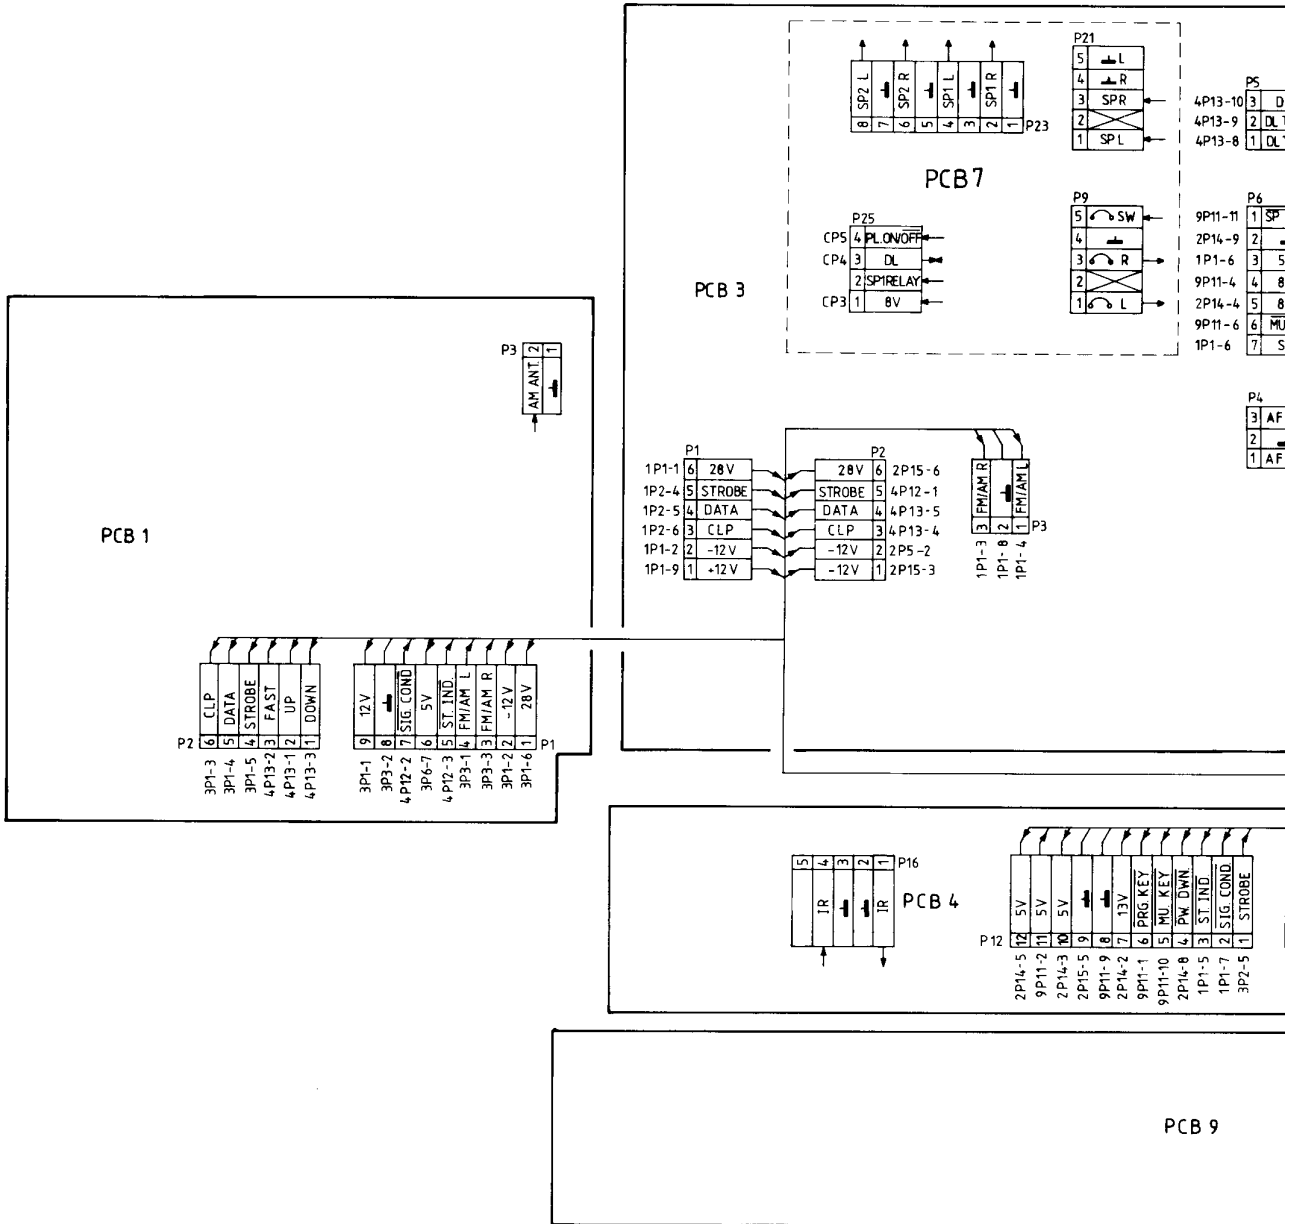 PCB 7
P23
8 SP2 L
7
6 SP2 R
5
4 SP1 L
3
2 SP1 R
1
P21
5 L
4 R
3 SPR
2
1 SPL
P25
CP5 4 PL.ON/OFF
CP4 3 DL
2 SP1RELAY
CP3 1 8V
P9
5 SW
4
3 R
2
1 L
P5
4P13-10 3 D
4P13-9 2 DL
4P13-8 1 DL
P6
9P11-11 1 SP
2P14-9 2
1P1-6 3 5
9P11-4 4 8
2P14-4 5 8
9P11-6 6 MU
1P1-6 7 S
P4
3 AF
2
1 AF
PCB 3
P1
1P1-1 6 28V
1P2-4 5 STROBE
1P2-5 4 DATA
1P2-6 3 CLP
1P1-2 2 -12V
1P1-9 1 +12V
P2
28V 6 2P15-6
STROBE 5 4P12-1
DATA 4 4P13-5
CLP 3 4P13-4
-12V 2 2P5-2
-12V 1 2P15-3
P3
1P1-3 3 FM/AM R
1P1-8 2
1P1-4 1 FM/AM L
PCB 1
P3
AM ANT. 2
1
P2
3P1-3 6 CLP
3P1-4 5 DATA
3P1-5 4 STROBE
4P13-2 3 FAST
4P13-1 2 UP
4P13-3 1 DOWN
P1
3P1-1 9 12V
3P3-2 8
4P12-2 7 SIG. COND
3P6-7 6 5V
4P12-3 5 ST. IND.
3P3-1 4 FM/AM L
3P3-3 3 FM/AM R
3P1-2 2 -12V
3P1-6 1 28V
PCB 4
P16
5
4 IR
3
2
1 IR
P12
2P14-5 12 5V
9P11-2 11 5V
2P14-3 10 5V
2P15-5 9
9P11-9 8
2P14-2 7 13V
9P11-1 6 PRG. KEY
9P11-10 5 MU. KEY
2P14-8 4 PW. DWN.
1P1-5 3 ST. IND.
1P1-7 2 SIG. COND.
3P2-5 1 STROBE
PCB 9